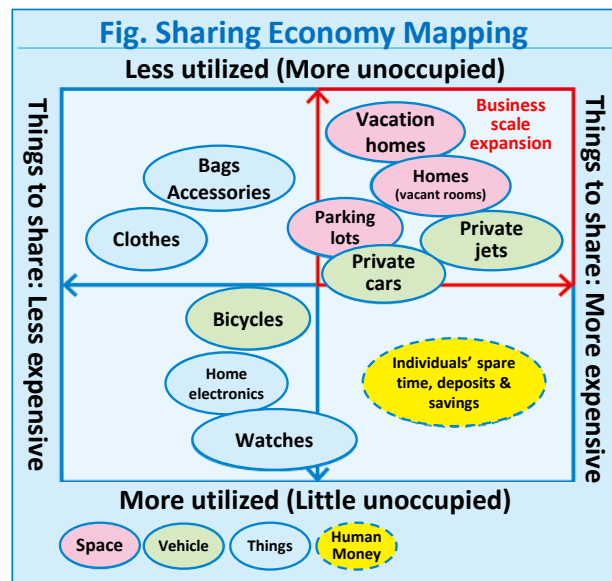 Fig. Sharing Economy Mapping
Less utilized (More unoccupied)
Things to share: Less expensive
Things to share: More expensive
Business
scale
expansion
Vacation
homes
Bags
Accessories
Homes
(vacant rooms)
Parking
lots
Clothes
Private
jets
Private
cars
Bicycles
Individuals’ spare
time, deposits &
savings
Home
electronics
Watches
More utilized (Little unoccupied)
Space
Vehicle
Things
Human
Money